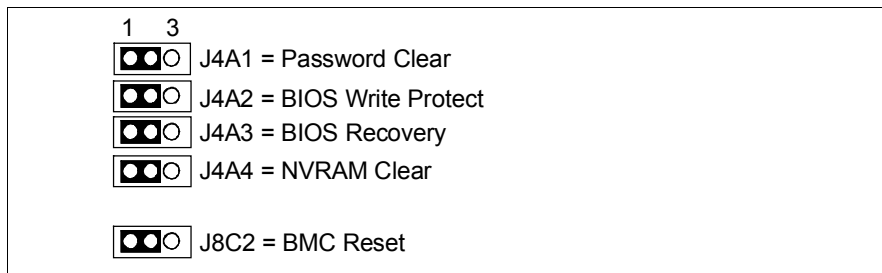 1 3
J4A1 = Password Clear
J4A2 = BIOS Write Protect
J4A3 = BIOS Recovery
J4A4 = NVRAM Clear
J8C2 = BMC Reset